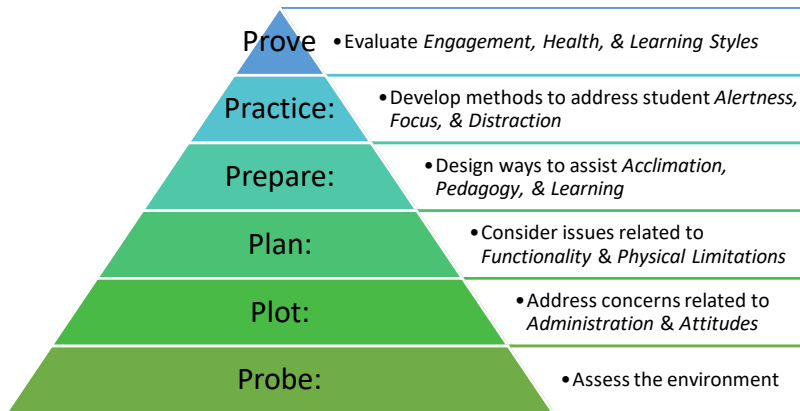 Prove
•Evaluate Engagement, Health, & Learning Styles
Practice:
•Develop methods to address student Alertness,
Focus, & Distraction
Prepare:
•Design ways to assist Acclimation,
Pedagogy, & Learning
Plan:
•Consider issues related to
Functionality & Physical Limitations
Plot:
•Address concerns related to
Administration & Attitudes
Probe:
•Assess the environment